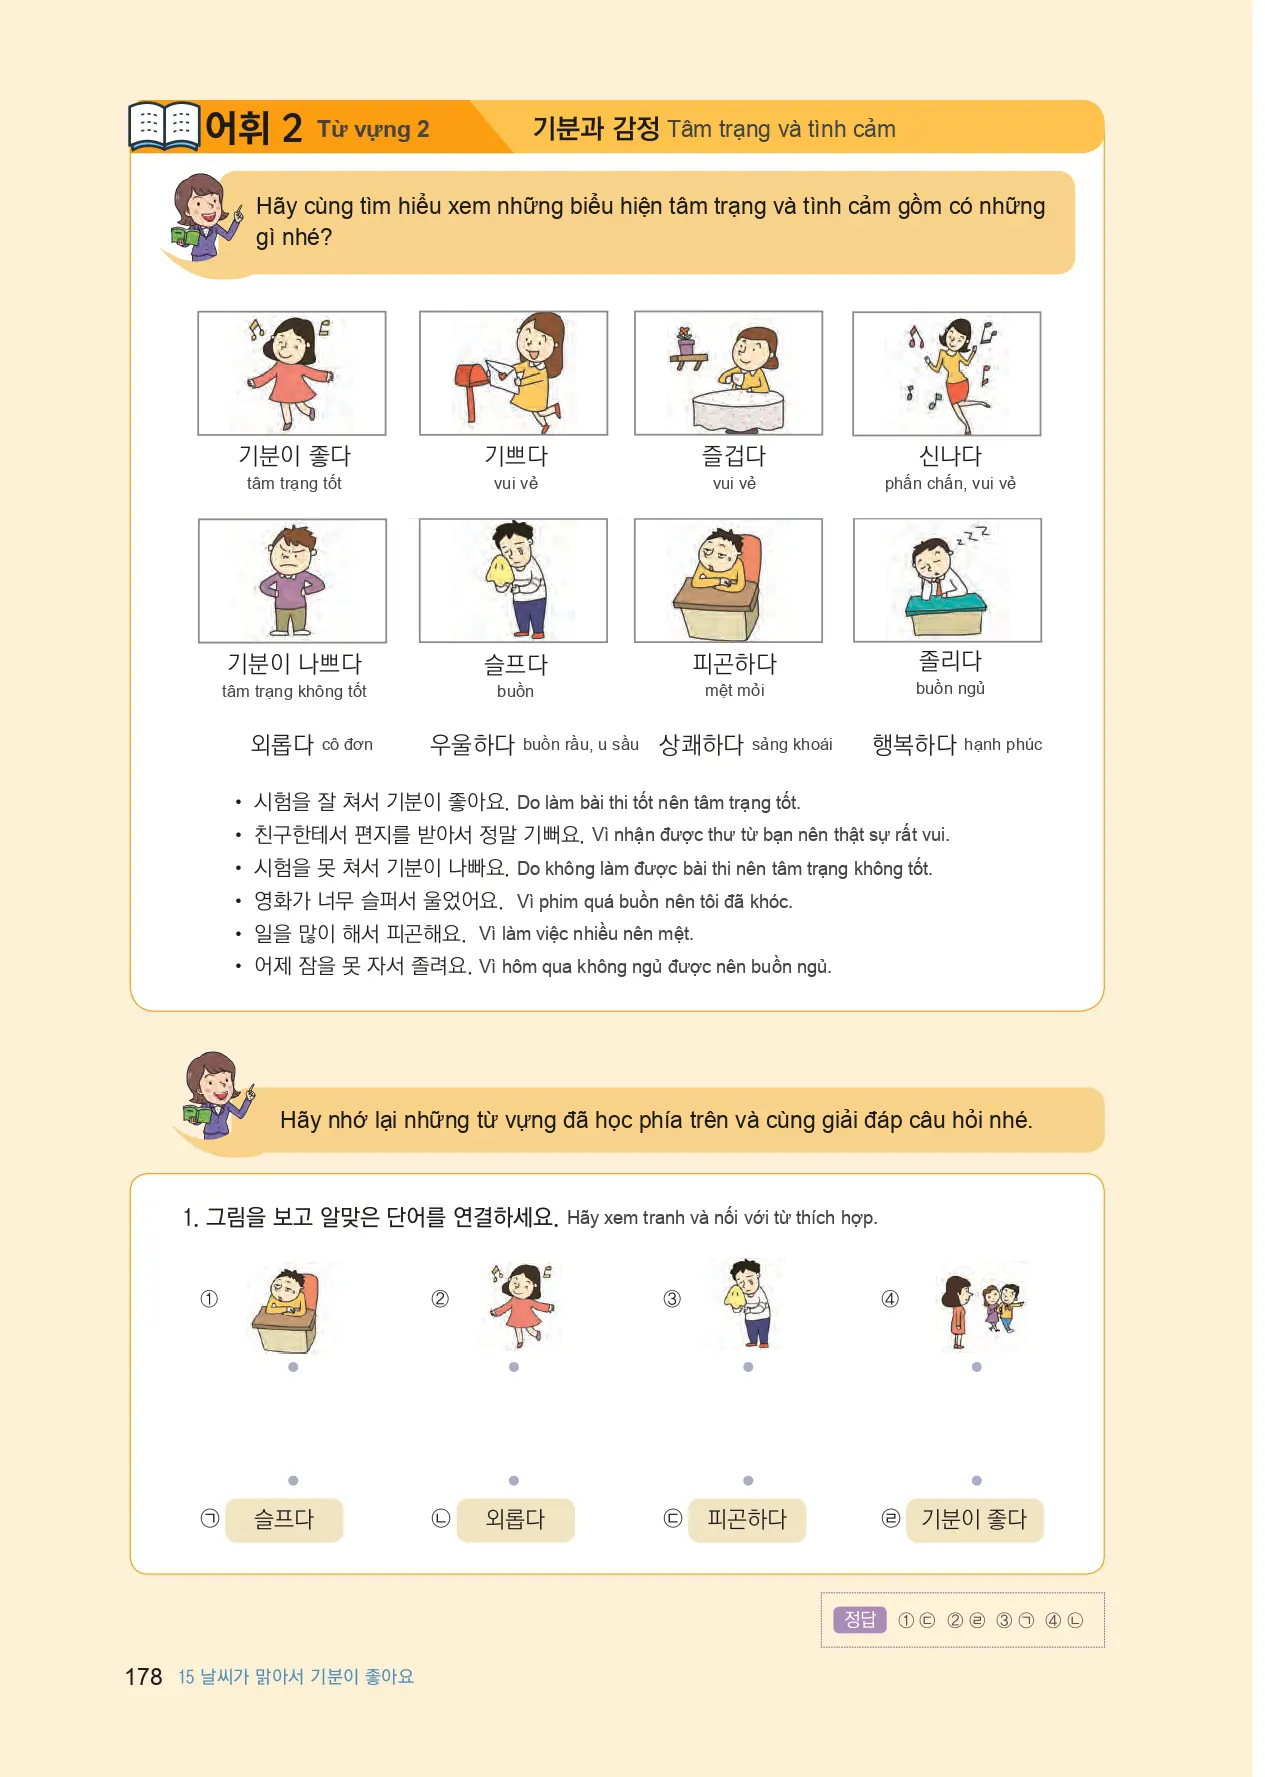 어휘 2 Từ vựng 2 기분과 감정 Tâm trạng và tình cảm
Hãy cùng tìm hiểu xem những biểu hiện tâm trạng và tình cảm gồm có những
gì nhé?
기분이 좋다 기쁘다 즐겁다 신나다
tâm trạng tốt vui vẻ vui vẻ phấn chấn, vui vẻ
zzz
기분이 나쁘다 슬프다 피곤하다 졸리다
tâm trạng không tốt buồn mệt mỏi buồn ngủ
외롭다 cô đơn 우울하다 buồn rầu, u sầu 상쾌하다 sảng khoái 행복하다 hạnh phúc
• 시험을 잘 쳐서 기분이 좋아요. Do làm bài thi tốt nên tâm trạng tốt.
• 친구한테서 편지를 받아서 정말 기뻐요. Vì nhận được thư từ bạn nên thật sự rất vui.
• 시험을 못 쳐서 기분이 나빠요. Do không làm được bài thi nên tâm trạng không tốt.
• 영화가 너무 슬퍼서 울었어요. Vì phim quá buồn nên tôi đã khóc.
• 일을 많이 해서 피곤해요. Vì làm việc nhiều nên mệt.
• 어제 잠을 못 자서 졸려요. Vì hôm qua không ngủ được nên buồn ngủ.
Hãy nhớ lại những từ vựng đã học phía trên và cùng giải đáp câu hỏi nhé.
1. 그림을 보고 알맞은 단어를 연결하세요. Hãy xem tranh và nối với từ thích hợp.
① ② ③ ④
㉠ 슬프다 ㉡ 외롭다 ㉢ 피곤하다 ㉣ 기분이 좋다
정답 ① ㉢ ② ㉣ ③ ㉠ ④ ㉡
178 15 날씨가 맑아서 기분이 좋아요